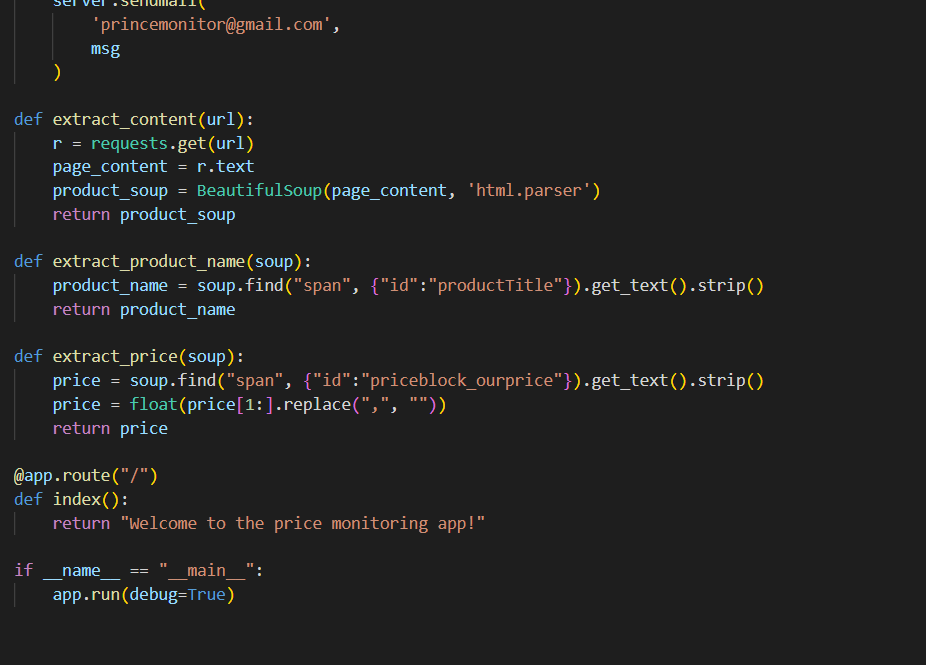 server.sendmail(
'princemonitor@gmail.com',
msg
)
def extract_content(url):
r = requests.get(url)
page_content = r.text
product_soup = BeautifulSoup(page_content, 'html.parser')
return product_soup
def extract_product_name(soup):
product_name = soup.find("span", {"id":"productTitle"}).get_text().strip()
return product_name
def extract_price(soup):
price = soup.find("span", {"id":"priceblock_ourprice"}).get_text().strip()
price = float(price[1:].replace(",", ""))
return price
@app.route("/")
def index():
return "Welcome to the price monitoring app!"
if __name__ == "__main__":
app.run(debug=True)